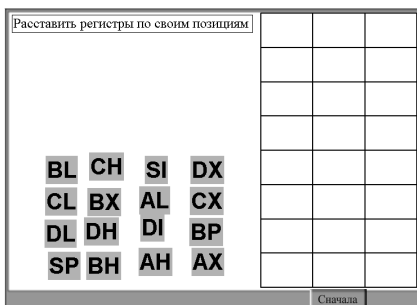 Расставить регистры по своим позициям
BL CH SI DX
CL BX AL CX
DL DH DI BP
SP BH AH AX
Сначала